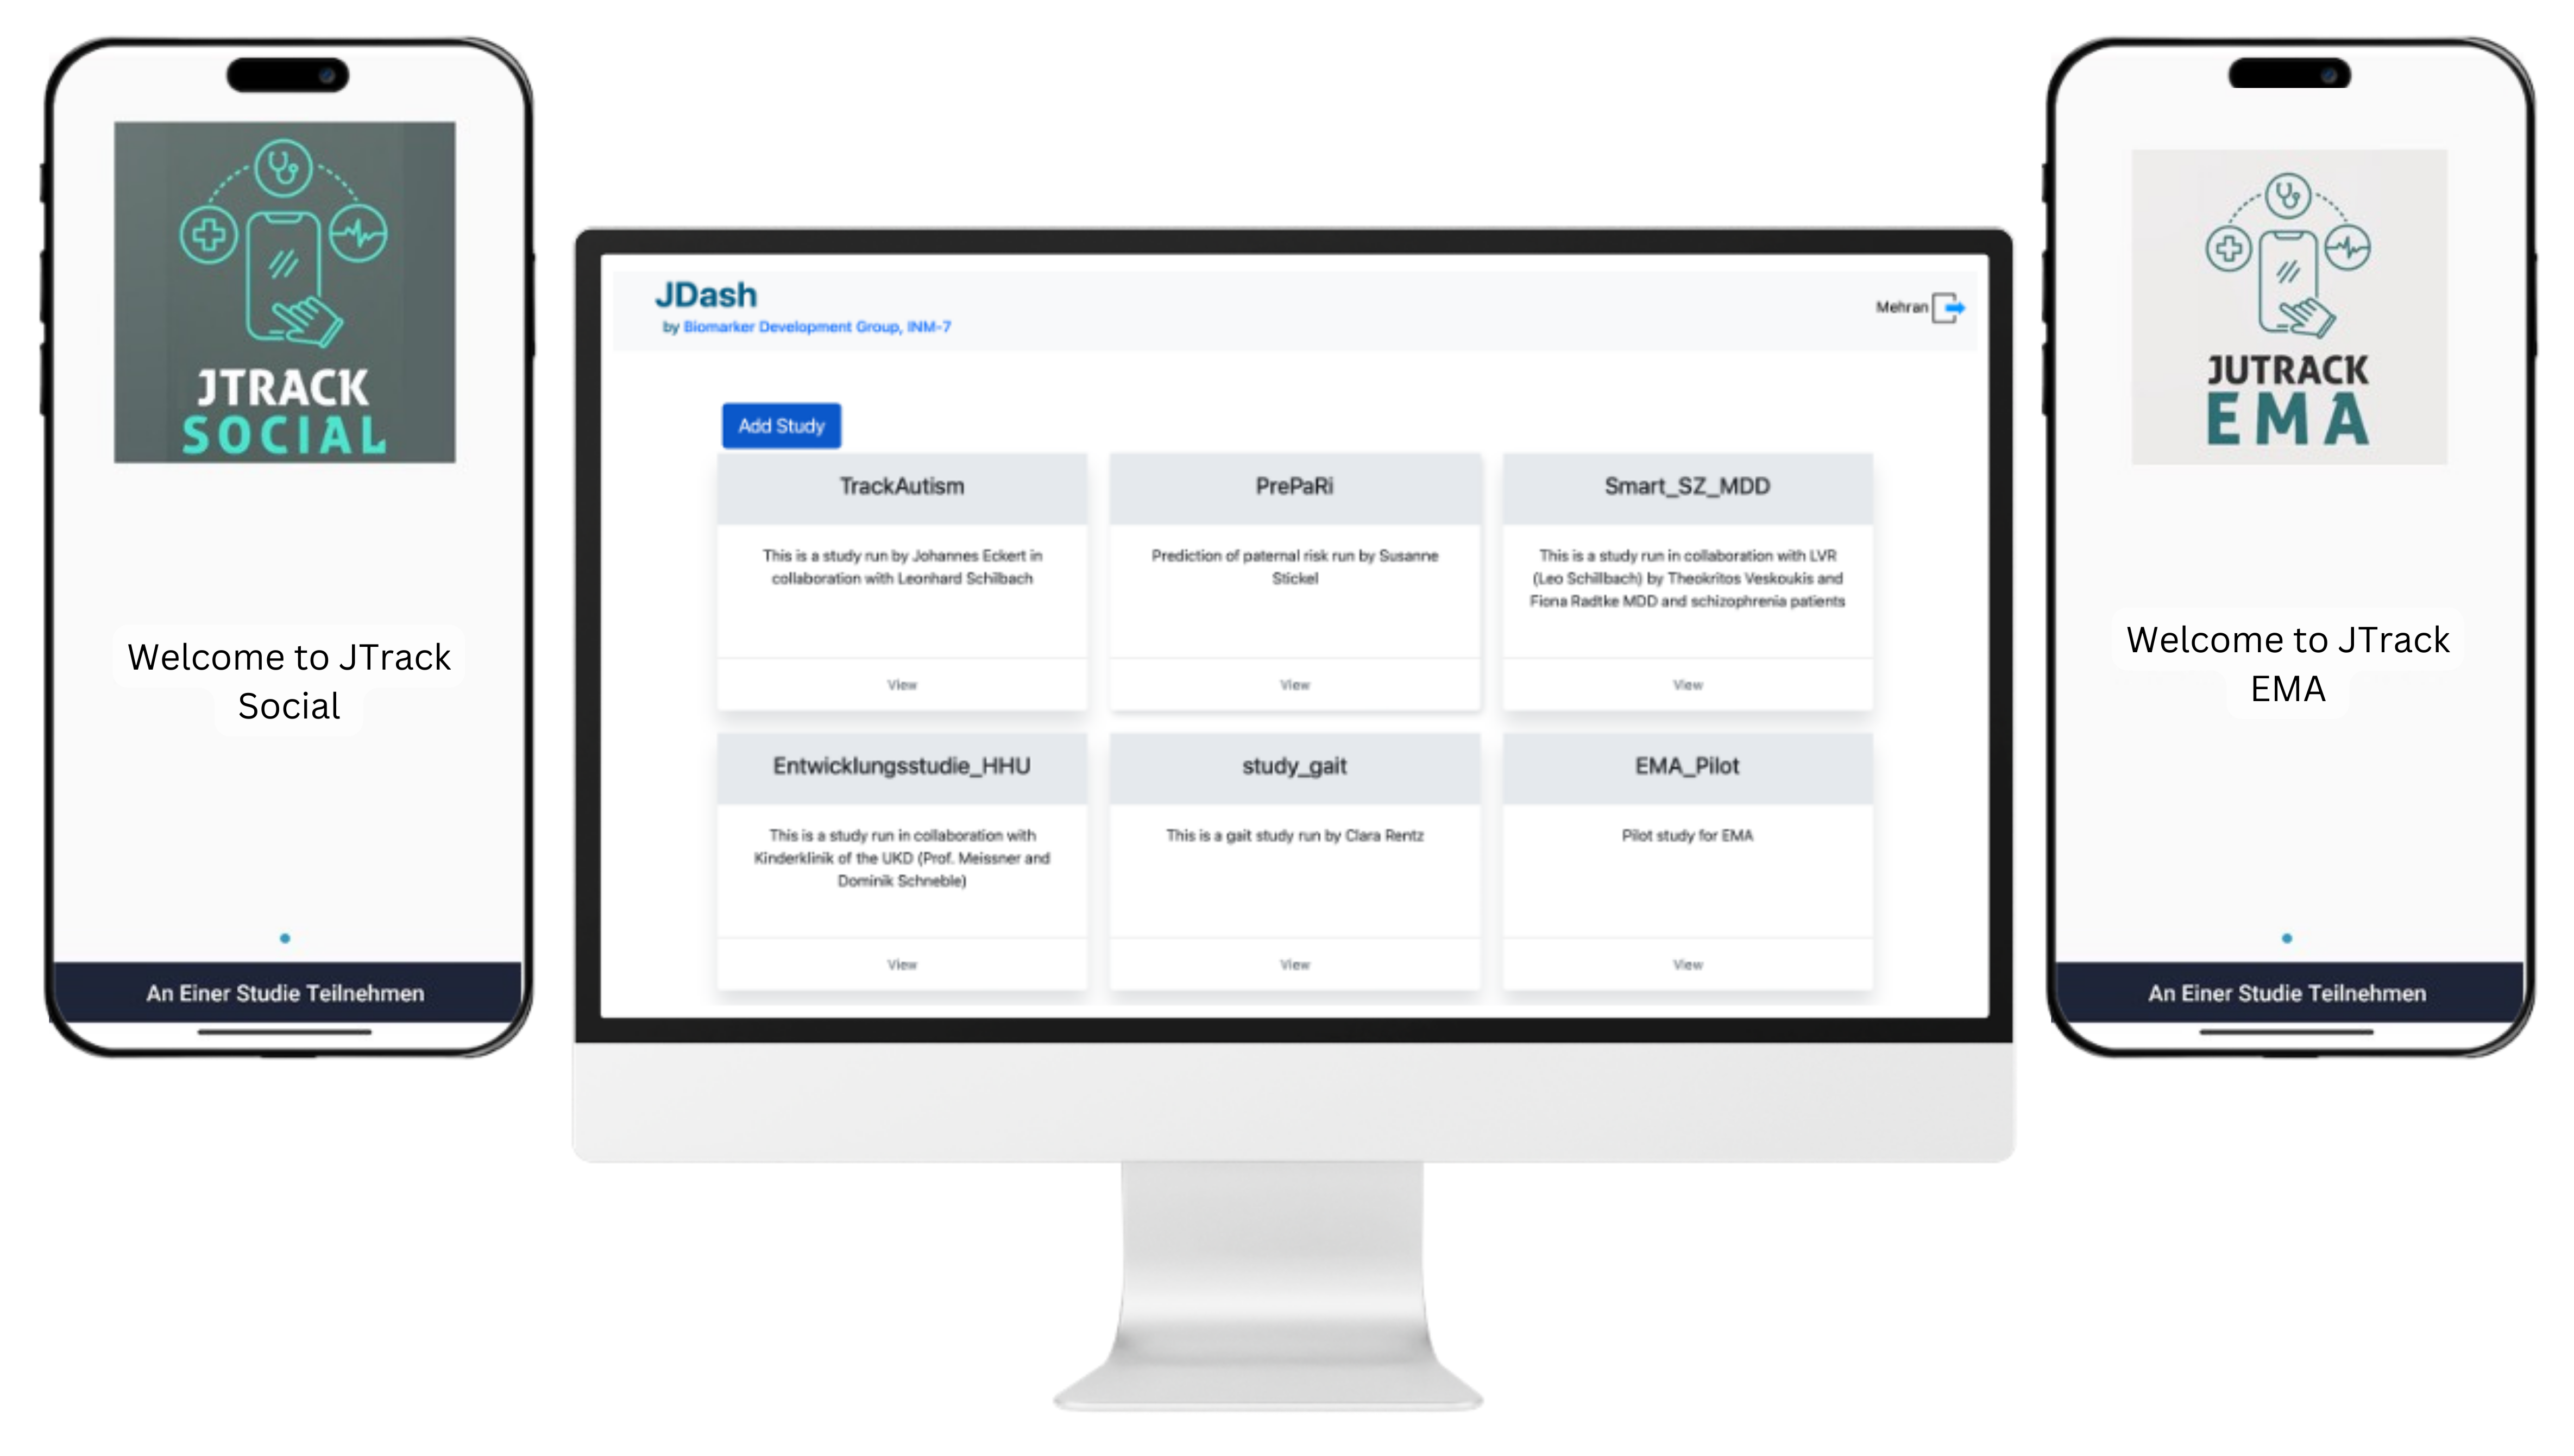 JTRACK
SOCIAL
Welcome to JTrack
Social
An Einer Studie Teilnehmen
JDash
by Biomarker Development Group, INM-7
Mehran
Add Study
TrackAutism
This is a study run by Johannes Eckert in
collaboration with Leonhard Schilbach
View
PrePaRi
Prediction of paternal risk run by Susanne
Stickel
View
Smart_SZ_MDD
This is a study run in collaboration with LVR
(Leo Schillbach) by Theokritos Veskoukis and
Fiona Radtke MDD and schizophrenia patients
View
Entwicklungsstudie_HHU
This is a study run in collaboration with
Kinderklinik of the UKD (Prof. Meissner and
Dominik Schneble)
View
study_gait
This is a gait study run by Clara Rentz
View
EMA_Pilot
Pilot study for EMA
View
JUTRACK
EMA
Welcome to JTrack
EMA
An Einer Studie Teilnehmen